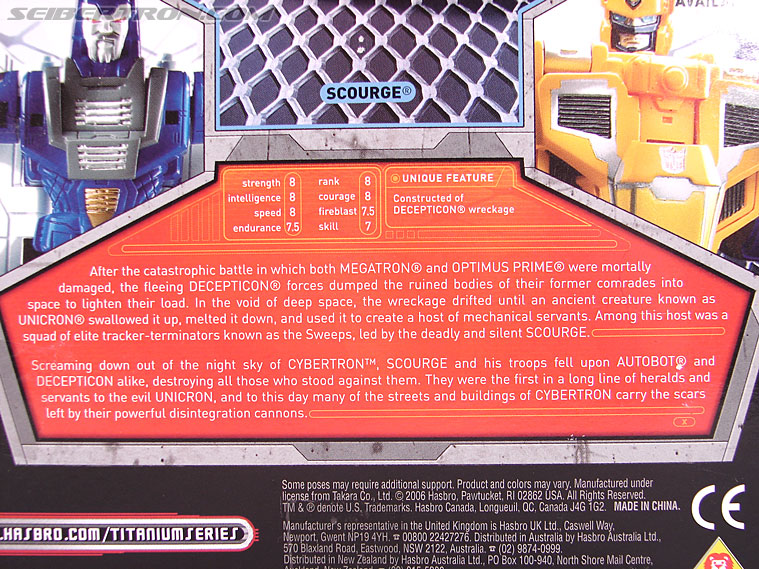 SEIBERTRON.COM
AVAILA
SCOURGE®
strength 8 rank 8
intelligence 8 courage 8
speed 8 fireblast 7.5
endurance 7.5 skill 7
UNIQUE FEATURE
Constructed of
DECEPTICON® wreckage
After the catastrophic battle in which both MEGATRON® and OPTIMUS PRIME® were mortally
damaged, the fleeing DECEPTICON® forces dumped the ruined bodies of their former comrades into
space to lighten their load. In the void of deep space, the wreckage drifted until an ancient creature known as
UNICRON® swallowed it up, melted it down, and used it to create a host of mechanical servants. Among this host was a
squad of elite tracker-terminators known as the Sweeps, led by the deadly and silent SCOURGE.
Screaming down out of the night sky of CYBERTRON™, SCOURGE and his troops fell upon AUTOBOT® and
DECEPTICON alike, destroying all those who stood against them. They were the first in a long line of heralds and
servants to the evil UNICRON, and to this day many of the streets and buildings of CYBERTRON carry the scars
left by their powerful disintegration cannons.
X
Some poses may require additional support. Product and colors may vary. Manufactured under
license from Takara Co., Ltd. © 2006 Hasbro, Pawtucket, RI 02862 USA. All Rights Reserved.
TM & ® denote U.S. Trademarks. Hasbro Canada, Longueuil, QC, Canada J4G 1G2. MADE IN CHINA.
Manufacturer's representative in the United Kingdom is Hasbro UK Ltd., Caswell Way,
Newport, Gwent NP19 4YH. ☎ 00800 22427276. Distributed in Australia by Hasbro Australia Ltd.,
570 Blaxland Road, Eastwood, NSW 2122, Australia. ☎ (02) 9874-0999.
Distributed in New Zealand by Hasbro Australia Ltd., PO Box 100-940, North Shore Mail Centre,
CE
.HASBRO.COM/TITANIUMSERIES